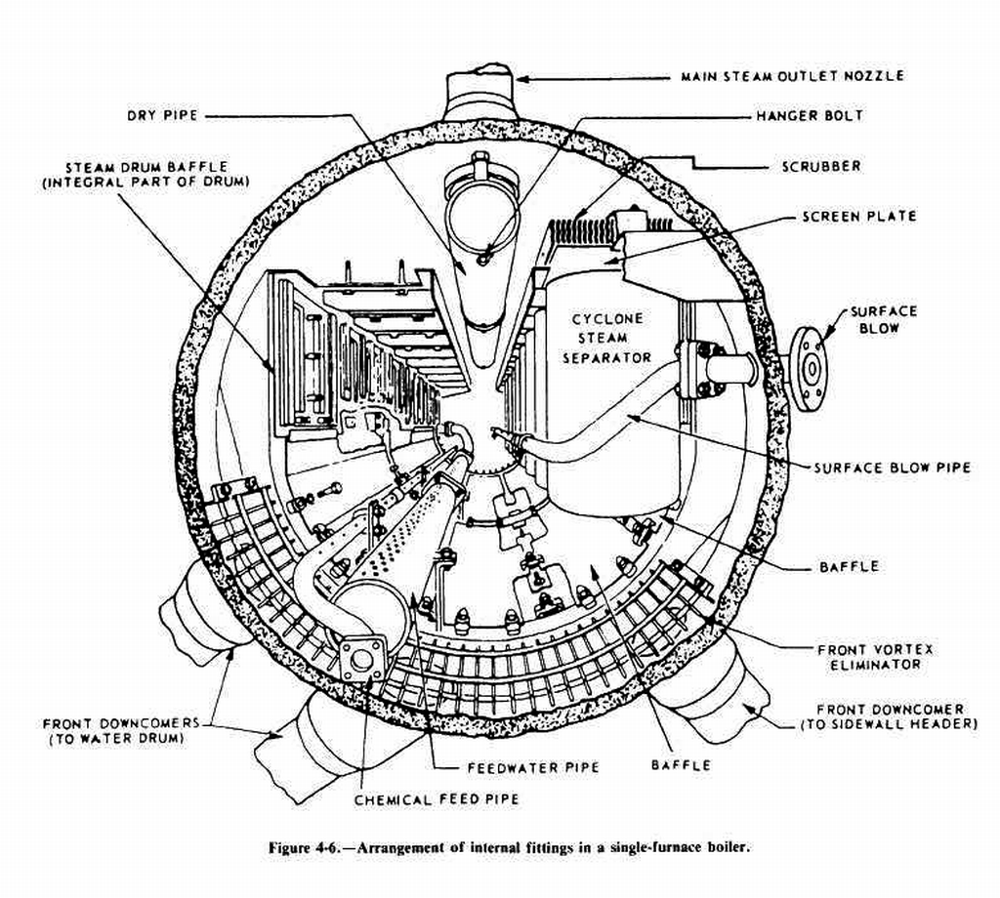 MAIN STEAM OUTLET NOZZLE
DRY PIPE
HANGER BOLT
STEAM DRUM BAFFLE
(INTEGRAL PART OF DRUM)
SCRUBBER
SCREEN PLATE
SURFACE
BLOW
CYCLONE
STEAM
SEPARATOR
SURFACE BLOW PIPE
BAFFLE
FRONT VORTEX
ELIMINATOR
FRONT DOWNCOMERS
(TO WATER DRUM)
FRONT DOWNCOMER
(TO SIDEWALL HEADER)
FEEDWATER PIPE
BAFFLE
CHEMICAL FEED PIPE
Figure 4-6.—Arrangement of internal fittings in a single-furnace boiler.